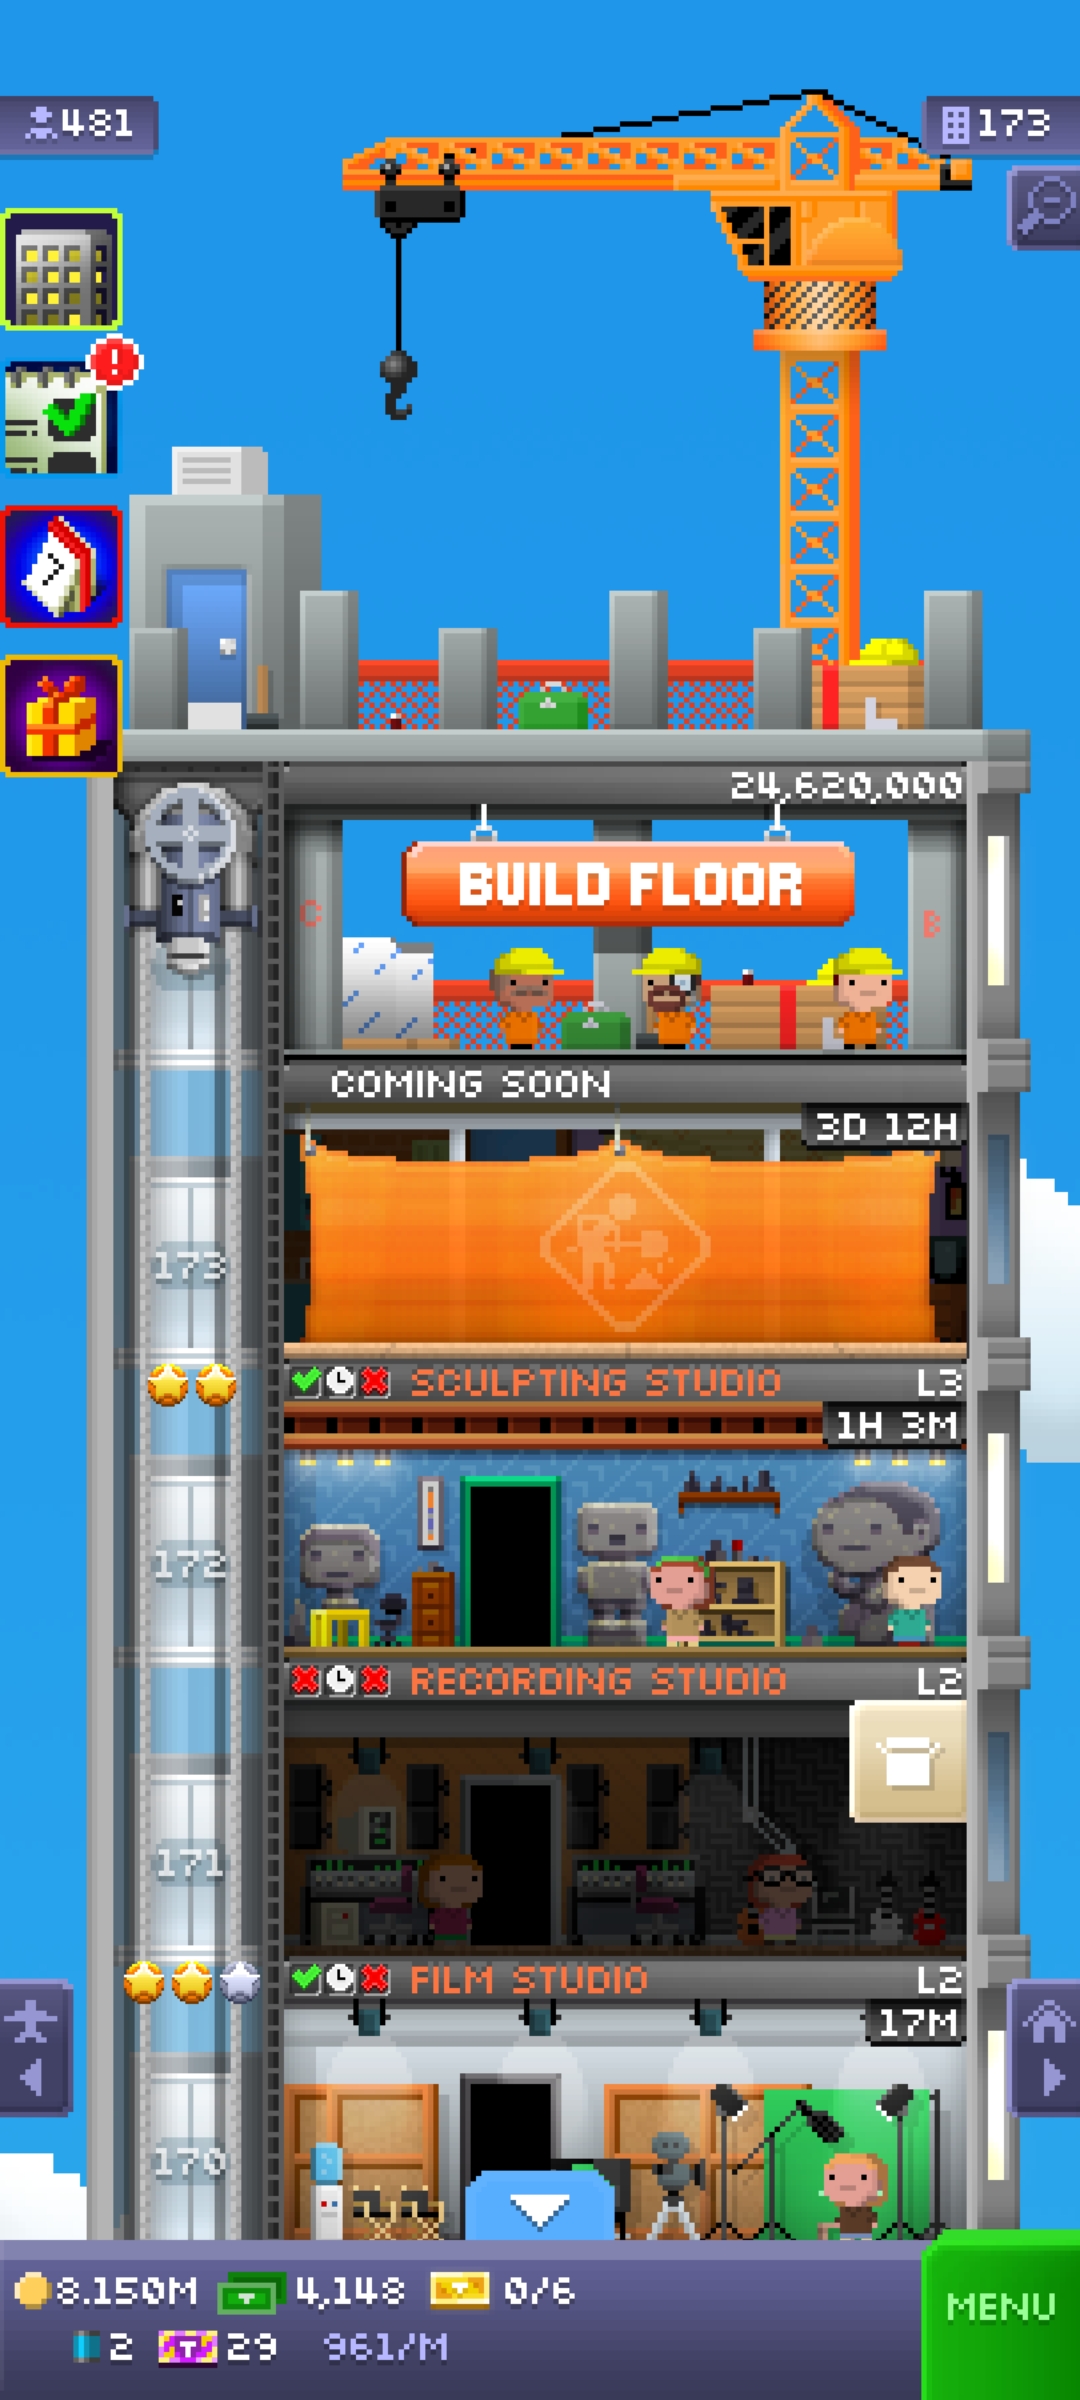 481
173
24,620,000
BUILD FLOOR
C
B
COMING SOON
3D 12H
173
SCULPTING STUDIO
L3
1H 3M
172
RECORDING STUDIO
L2
171
FILM STUDIO
L2
17M
170
8.150M
4,148
0/6
MENU
2
29
961/M